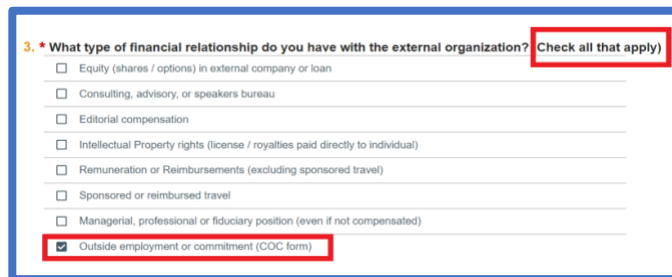 3. * What type of financial relationship do you have with the external organization? Check all that apply)
Equity (shares / options) in external company or loan
Consulting, advisory, or speakers bureau
Editorial compensation
Intellectual Property rights (license / royalties paid directly to individual)
Remuneration or Reimbursements (excluding sponsored travel)
Sponsored or reimbursed travel
Managerial, professional or fiduciary position (even if not compensated)
Outside employment or commitment (COC form)